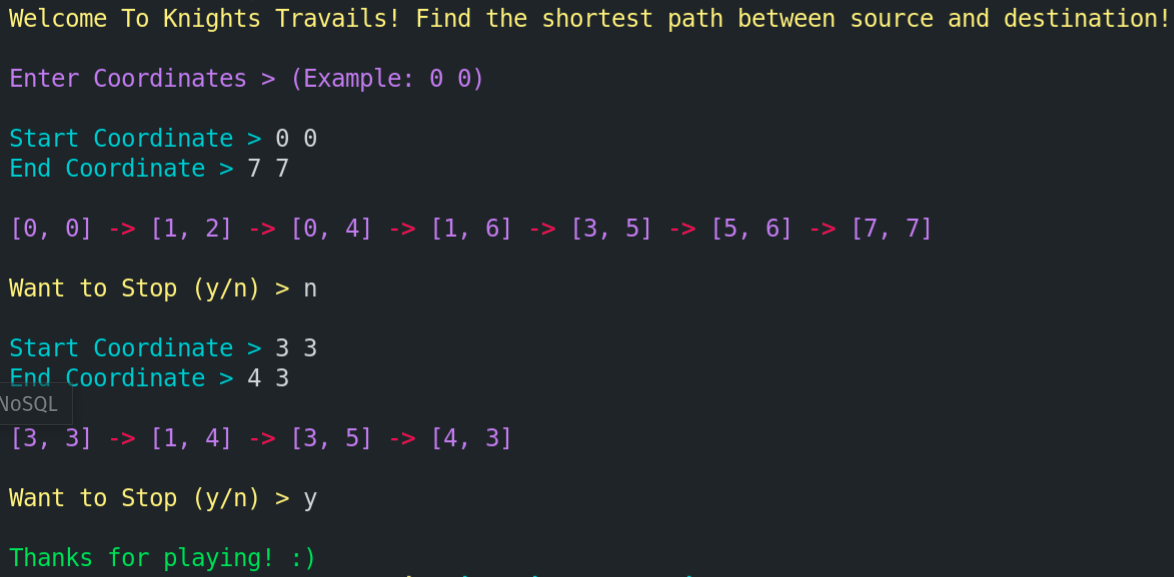 Welcome To Knights Travails! Find the shortest path between source and destination!
Enter Coordinates > (Example: 0 0)
Start Coordinate > 0 0
End Coordinate > 7 7
[0, 0] -> [1, 2] -> [0, 4] -> [1, 6] -> [3, 5] -> [5, 6] -> [7, 7]
Want to Stop (y/n) > n
Start Coordinate > 3 3
End Coordinate > 4 3
NoSQL
[3, 3] -> [1, 4] -> [3, 5] -> [4, 3]
Want to Stop (y/n) > y
Thanks for playing! :)